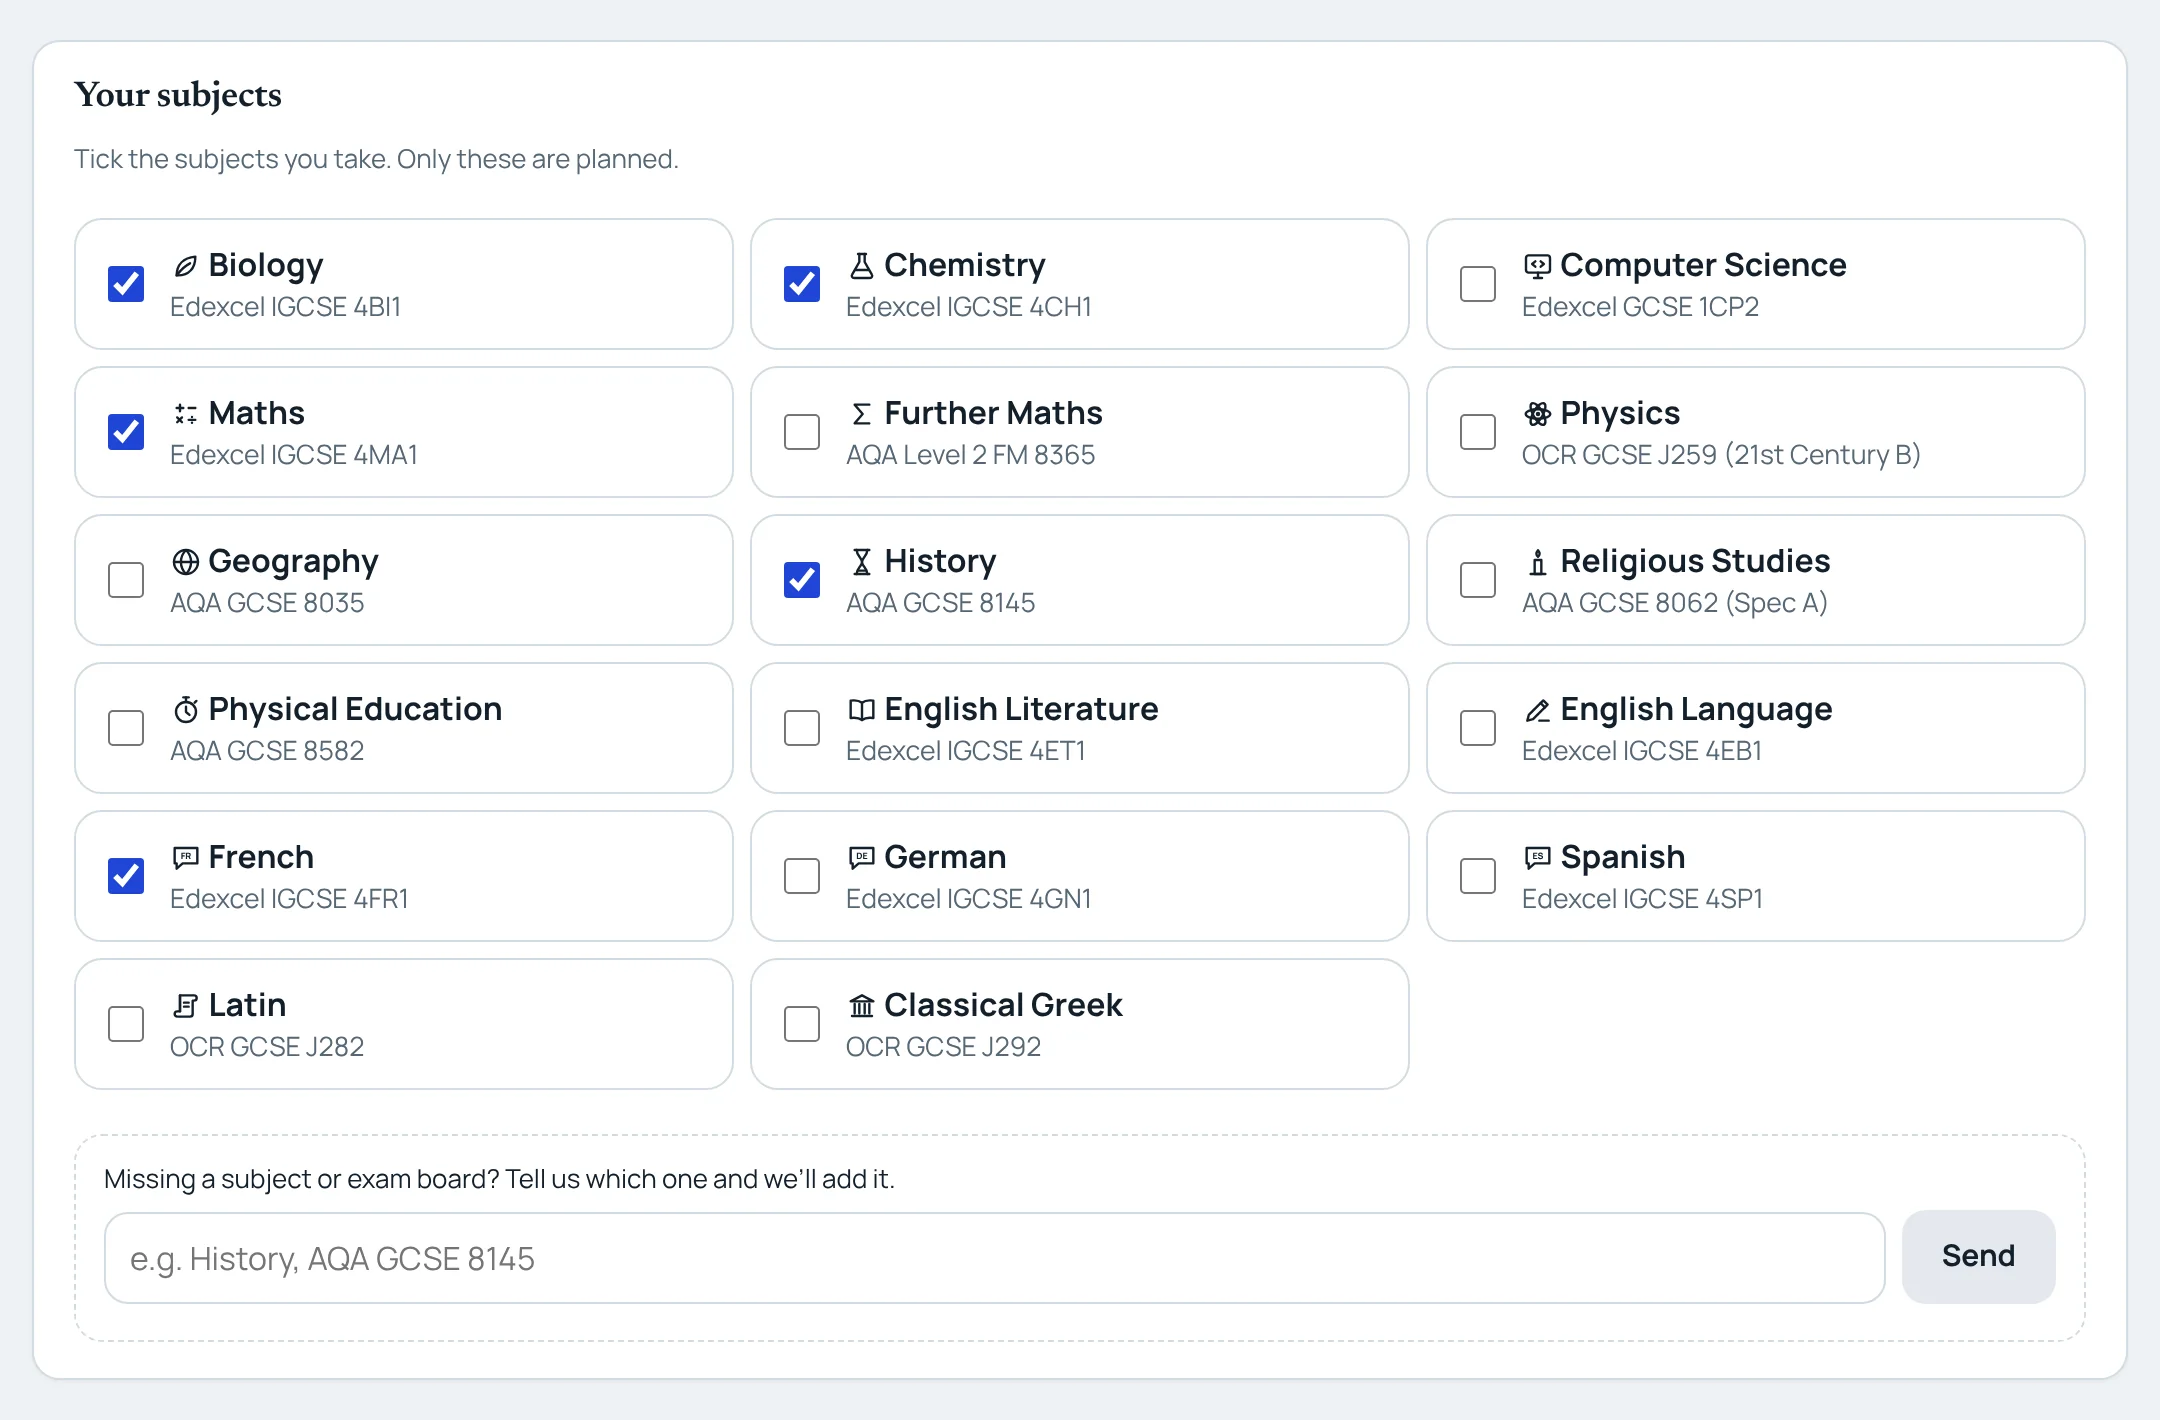 Your subjects
Tick the subjects you take. Only these are planned.
Biology
Edexcel IGCSE 4BI1
Chemistry
Edexcel IGCSE 4CH1
Computer Science
Edexcel GCSE 1CP2
Maths
Edexcel IGCSE 4MA1
Further Maths
AQA Level 2 FM 8365
Physics
OCR GCSE J259 (21st Century B)
Geography
AQA GCSE 8035
History
AQA GCSE 8145
Religious Studies
AQA GCSE 8062 (Spec A)
Physical Education
AQA GCSE 8582
English Literature
Edexcel IGCSE 4ET1
English Language
Edexcel IGCSE 4EB1
FR French
Edexcel IGCSE 4FR1
DE German
Edexcel IGCSE 4GN1
ES Spanish
Edexcel IGCSE 4SP1
Latin
OCR GCSE J282
Classical Greek
OCR GCSE J292
Missing a subject or exam board? Tell us which one and we’ll add it.
e.g. History, AQA GCSE 8145
Send